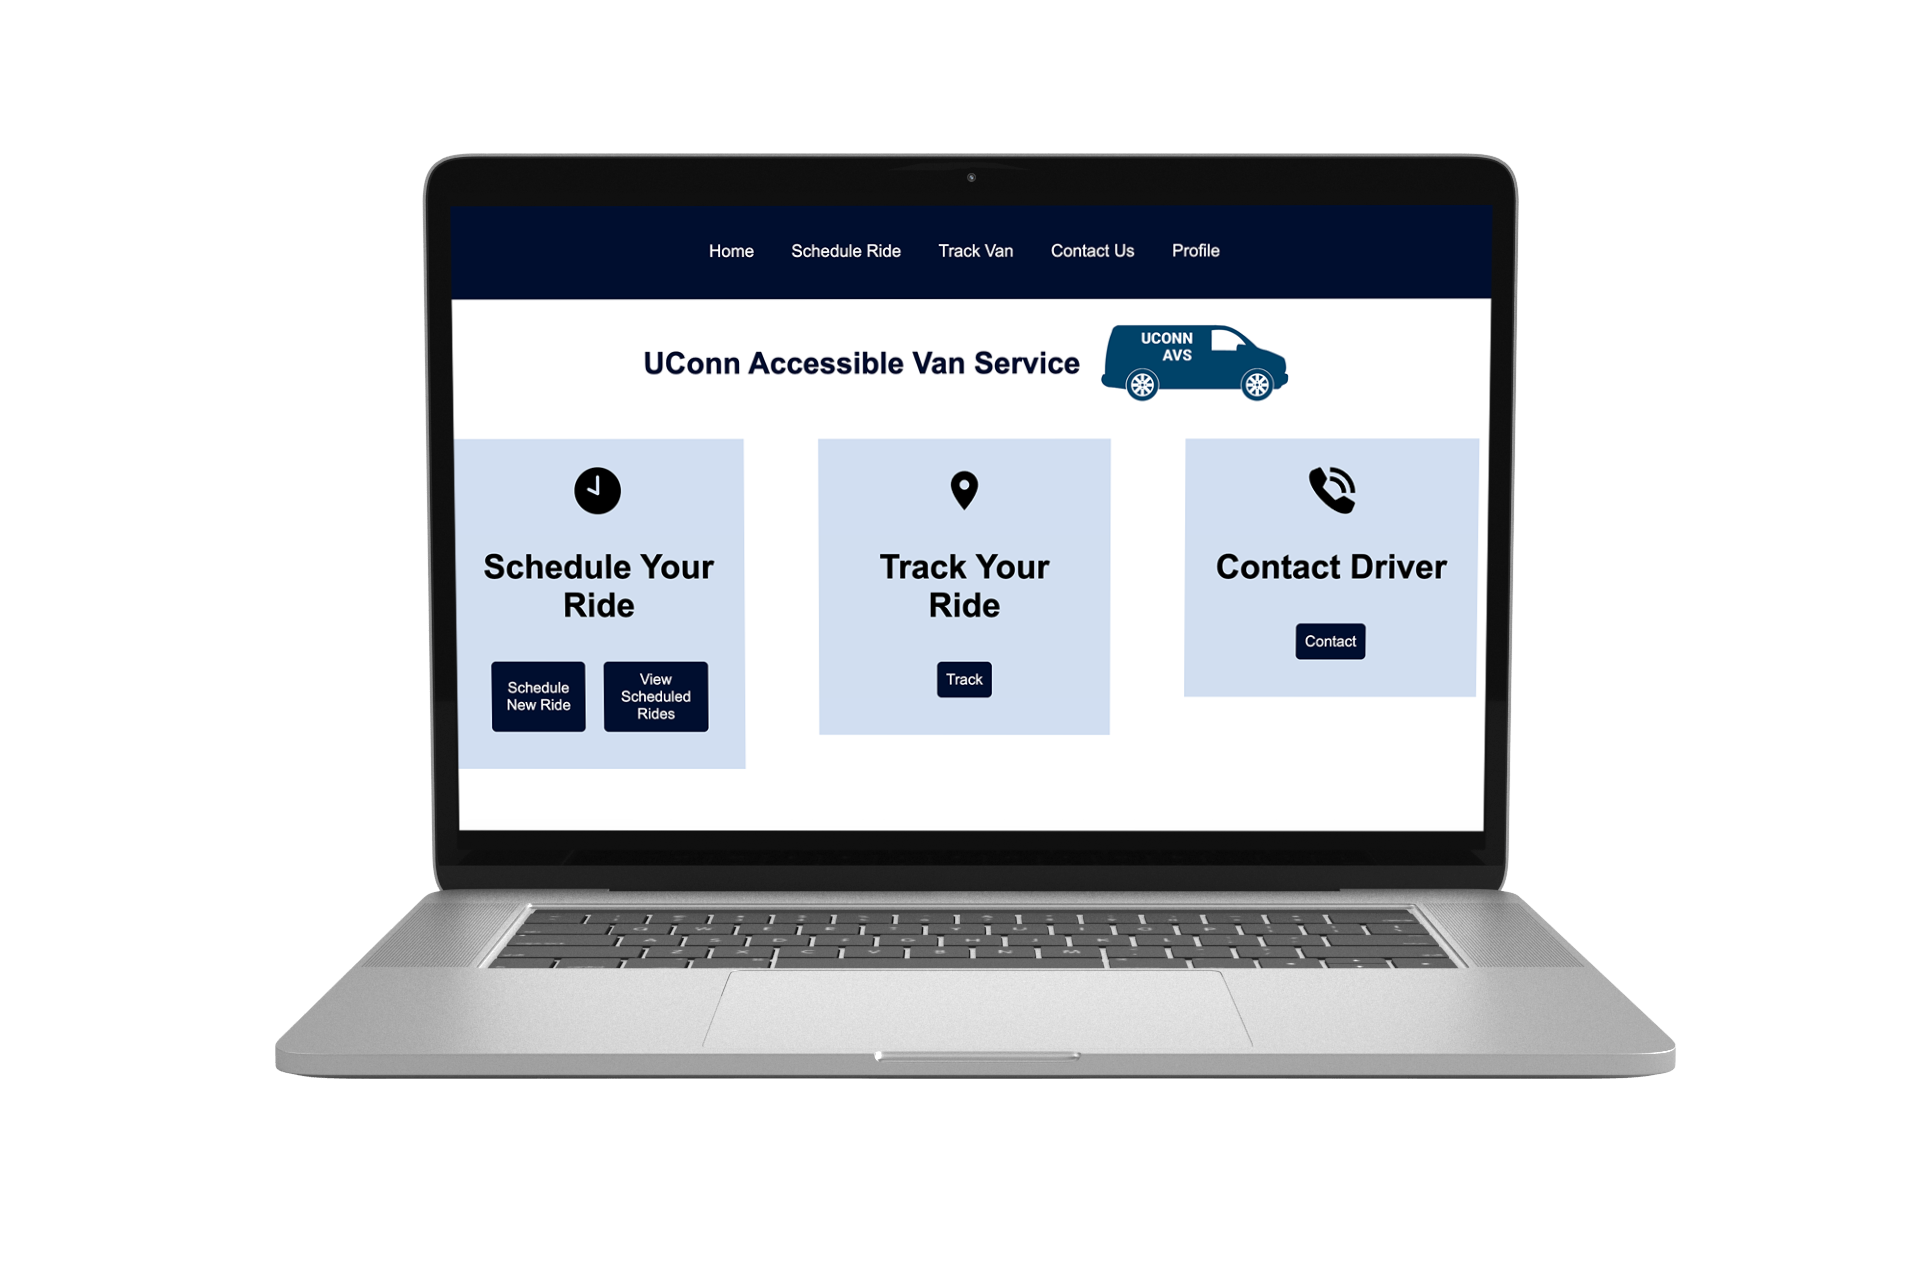 Home Schedule Ride Track Van Contact Us Profile
UConn Accessible Van Service
UCONN
AVS
Schedule Your
Ride
Schedule
New Ride
View
Scheduled
Rides
Track Your
Ride
Track
Contact Driver
Contact